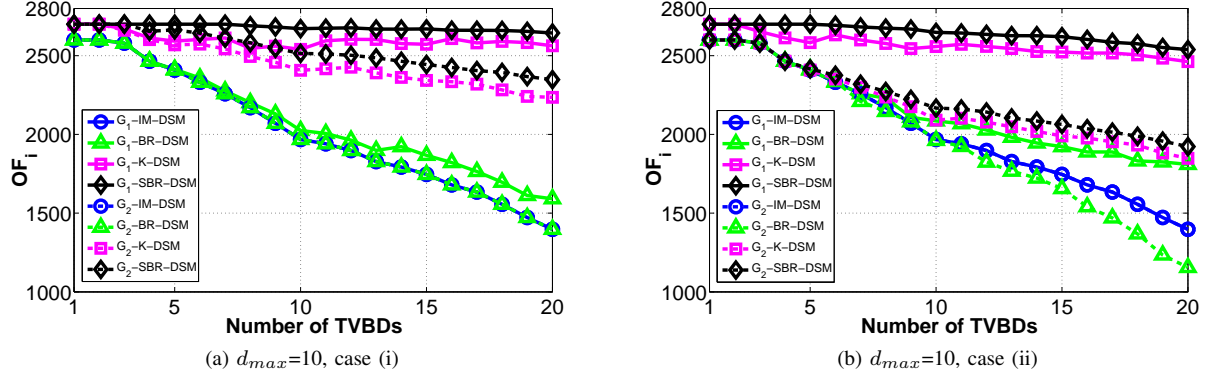 2800
2500
2000
1500
1000
OF_i
1 5 10 15 20
Number of TVBDs
G_1-IM-DSM
G_1-BR-DSM
G_1-K-DSM
G_1-SBR-DSM
G_2-IM-DSM
G_2-BR-DSM
G_2-K-DSM
G_2-SBR-DSM
(a) d_{max}=10, case (i)
2800
2500
2000
1500
1000
OF_i
1 5 10 15 20
Number of TVBDs
G_1-IM-DSM
G_1-BR-DSM
G_1-K-DSM
G_1-SBR-DSM
G_2-IM-DSM
G_2-BR-DSM
G_2-K-DSM
G_2-SBR-DSM
(b) d_{max}=10, case (ii)